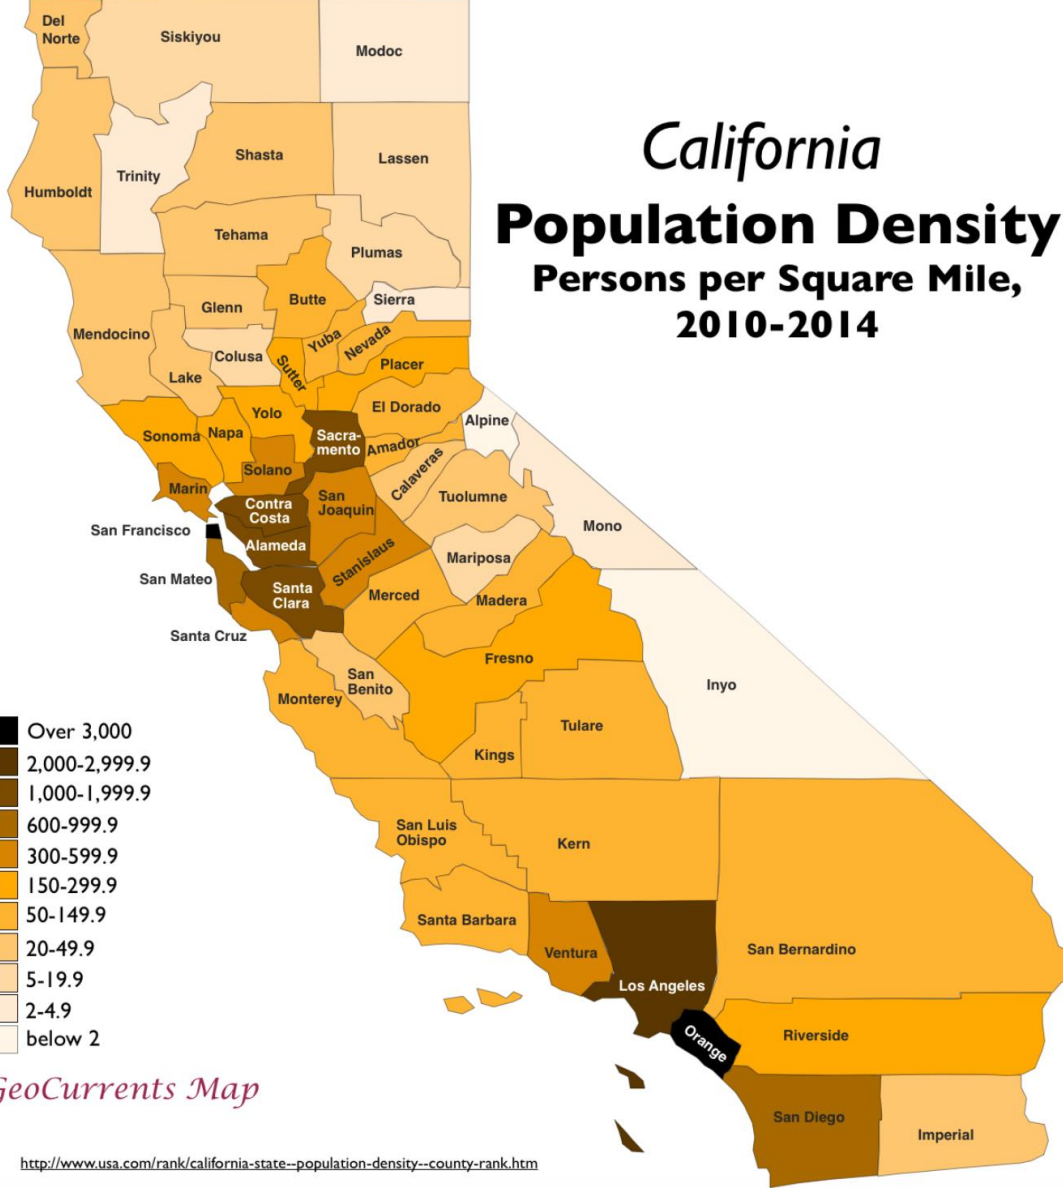 California
Population Density
Persons per Square Mile,
2010-2014
Del
Norte
Siskiyou
Modoc
Humboldt
Trinity
Shasta
Lassen
Tehama
Plumas
Mendocino
Glenn
Butte
Sierra
Colusa
Lake
Sutter
Yuba
Nevada
Placer
Sonoma
Napa
Yolo
El Dorado
Alpine
Sacra-
mento
Amador
Calaveras
Tuolumne
Mono
Marin
Solano
Contra
Costa
San
Joaquin
San Francisco
Alameda
Stanislaus
Mariposa
San Mateo
Santa
Clara
Merced
Madera
Santa Cruz
San
Benito
Monterey
Fresno
Inyo
Kings
Tulare
San Luis
Obispo
Kern
Santa Barbara
Ventura
Los Angeles
San Bernardino
Orange
Riverside
San Diego
Imperial
Over 3,000
2,000-2,999.9
1,000-1,999.9
600-999.9
300-599.9
150-299.9
50-149.9
20-49.9
5-19.9
2-4.9
below 2
GeoCurrents Map
http://www.usa.com/rank/california-state--population-density--county-rank.htm